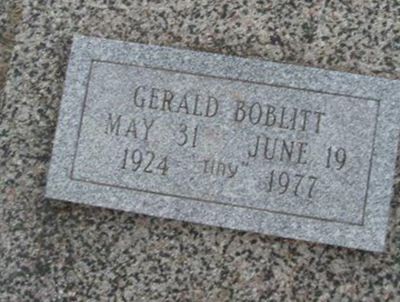 GERALD BOBLITT
MAY 31 JUNE 19
1924 "Tiny" 1977